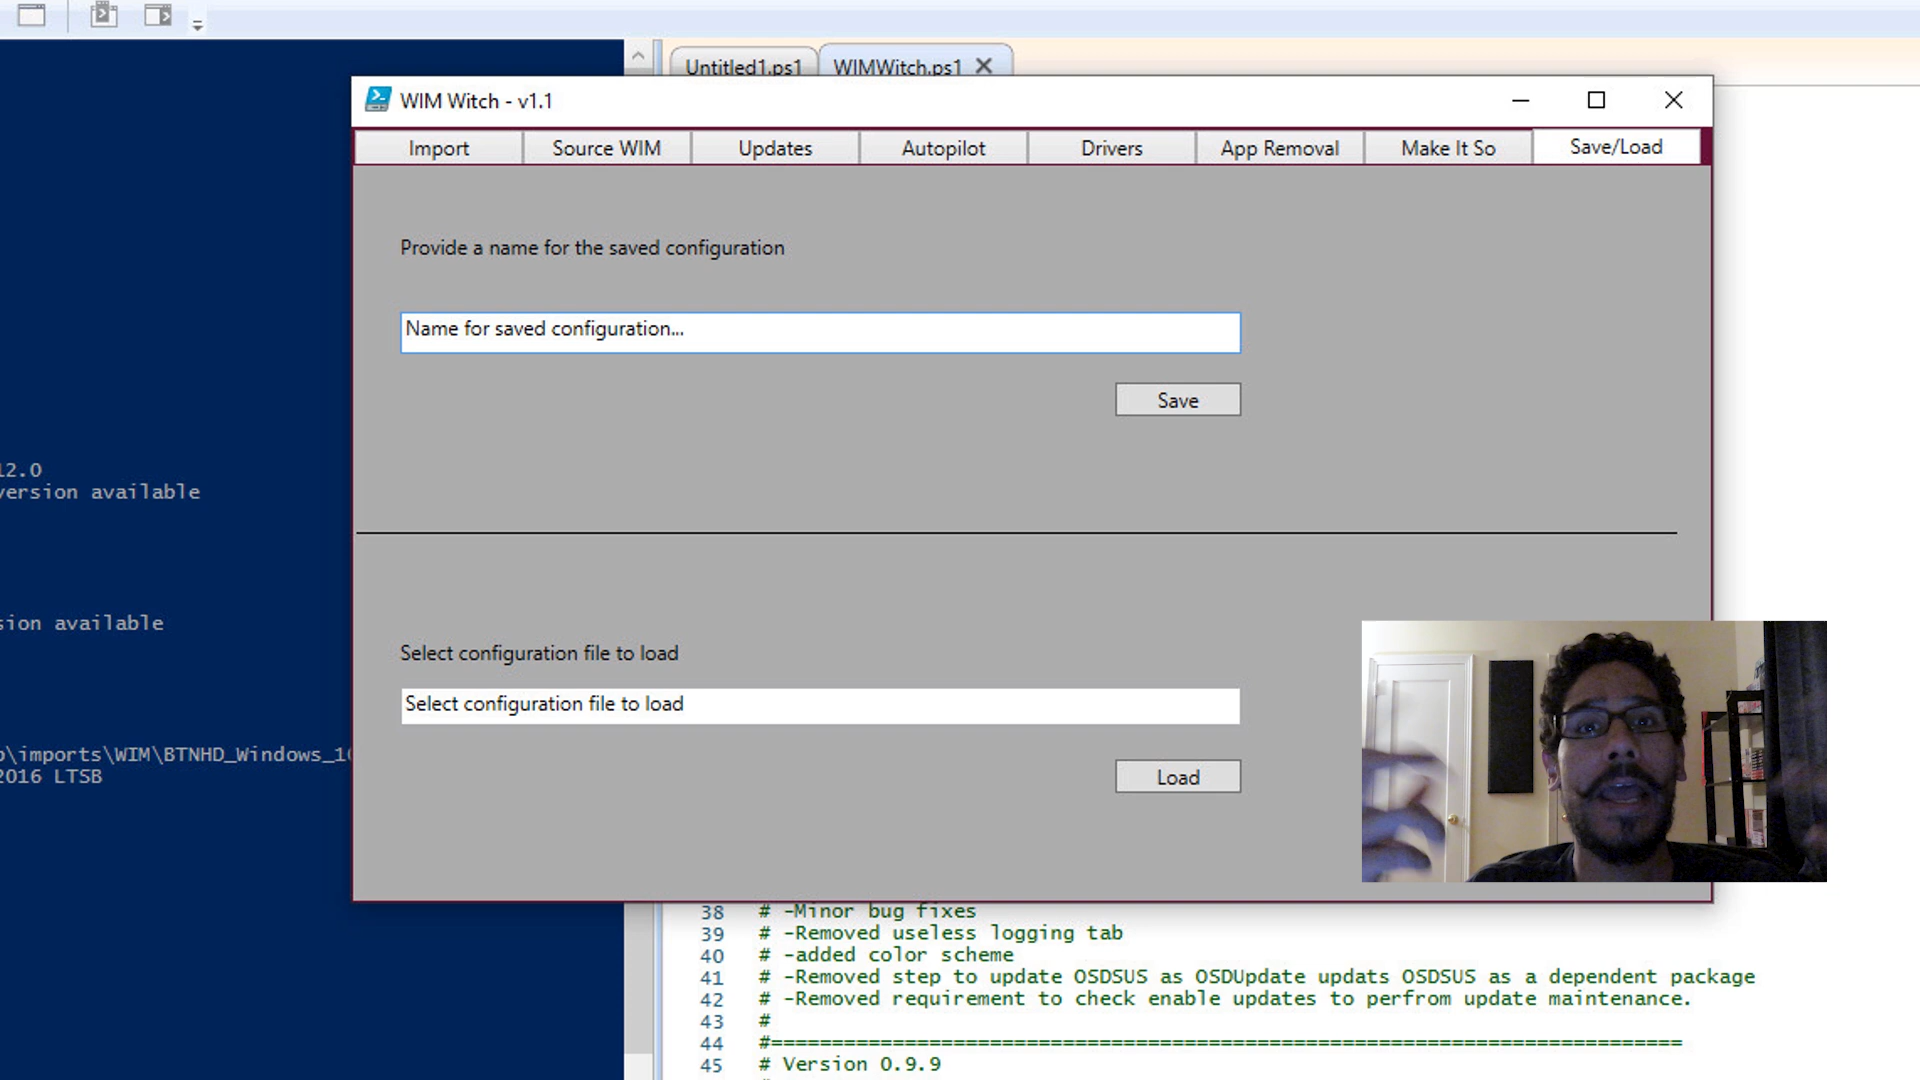 Untitled1.ps1
WIMWitch.ps1
WIM Witch - v1.1
Import
Source WIM
Updates
Autopilot
Drivers
App Removal
Make It So
Save/Load
Provide a name for the saved configuration
Name for saved configuration...
Save
Select configuration file to load
Select configuration file to load
Load
12.0
version available
sion available
\imports\WIM\BTNHD_Windows_10
2016 LTSB
38 # -Minor bug fixes
39 # -Removed useless logging tab
40 # -added color scheme
41 # -Removed step to update OSDSUS as OSDUpdate updats OSDSUS as a dependent package
42 # -Removed requirement to check enable updates to perfrom update maintenance.
43 #
44 #===========================================================================
45 # Version 0.9.9